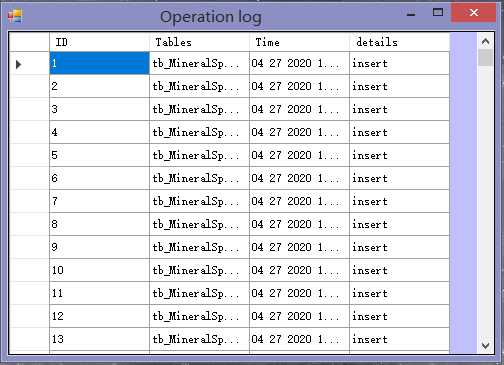 Operation log
ID Tables Time details
1 tb_MineralSp... 04 27 2020 1... insert
2 tb_MineralSp... 04 27 2020 1... insert
3 tb_MineralSp... 04 27 2020 1... insert
4 tb_MineralSp... 04 27 2020 1... insert
5 tb_MineralSp... 04 27 2020 1... insert
6 tb_MineralSp... 04 27 2020 1... insert
7 tb_MineralSp... 04 27 2020 1... insert
8 tb_MineralSp... 04 27 2020 1... insert
9 tb_MineralSp... 04 27 2020 1... insert
10 tb_MineralSp... 04 27 2020 1... insert
11 tb_MineralSp... 04 27 2020 1... insert
12 tb_MineralSp... 04 27 2020 1... insert
13 tb_MineralSp... 04 27 2020 1... insert